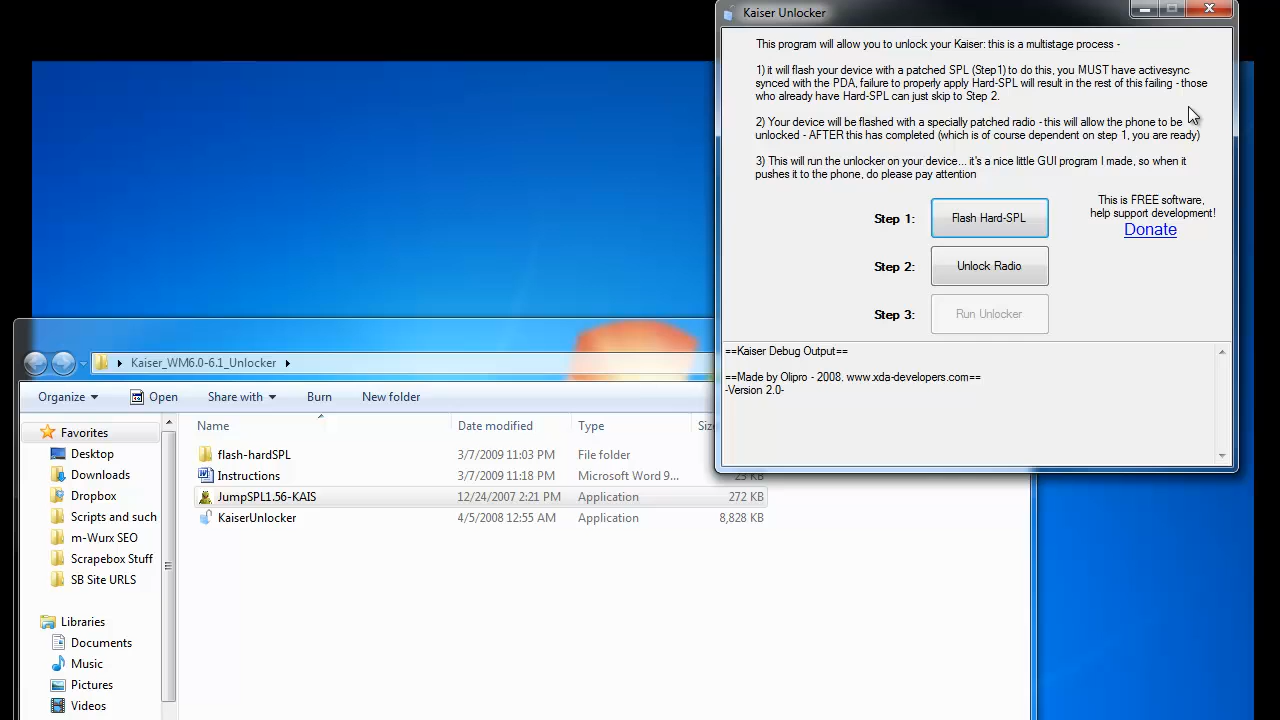 Kaiser Unlocker
This program will allow you to unlock your Kaiser: this is a multistage process -
1) it will flash your device with a patched SPL (Step1) to do this, you MUST have activesync
synced with the PDA, failure to properly apply Hard-SPL will result in the rest of this failing - those
who already have Hard-SPL can just skip to Step 2.
2) Your device will be flashed with a specially patched radio - this will allow the phone to be
unlocked - AFTER this has completed (which is of course dependent on step 1, you are ready)
3) This will run the unlocker on your device... it's a nice little GUI program I made, so when it
pushes it to the phone, do please pay attention
This is FREE software,
help support development!
Donate
Step 1: Flash Hard-SPL
Step 2: Unlock Radio
Step 3: Run Unlocker
==Kaiser Debug Output==
==Made by Olipro - 2008. www.xda-developers.com==
-Version 2.0-
Kaiser_WM6.0-6.1_Unlocker
Organize Open Share with Burn New folder
Name Date modified Type
Favorites
Desktop
Downloads
Dropbox
Scripts and such
m-Wurx SEO
Scrapebox Stuff
SB Site URLS
Libraries
Documents
Music
Pictures
Videos
flash-hardSPL 3/7/2009 11:03 PM File folder
Instructions 3/7/2009 11:18 PM Microsoft Word 9...
JumpSPL1.56-KAIS 12/24/2007 2:21 PM Application 272 KB
KaiserUnlocker 4/5/2008 12:55 AM Application 8,828 KB